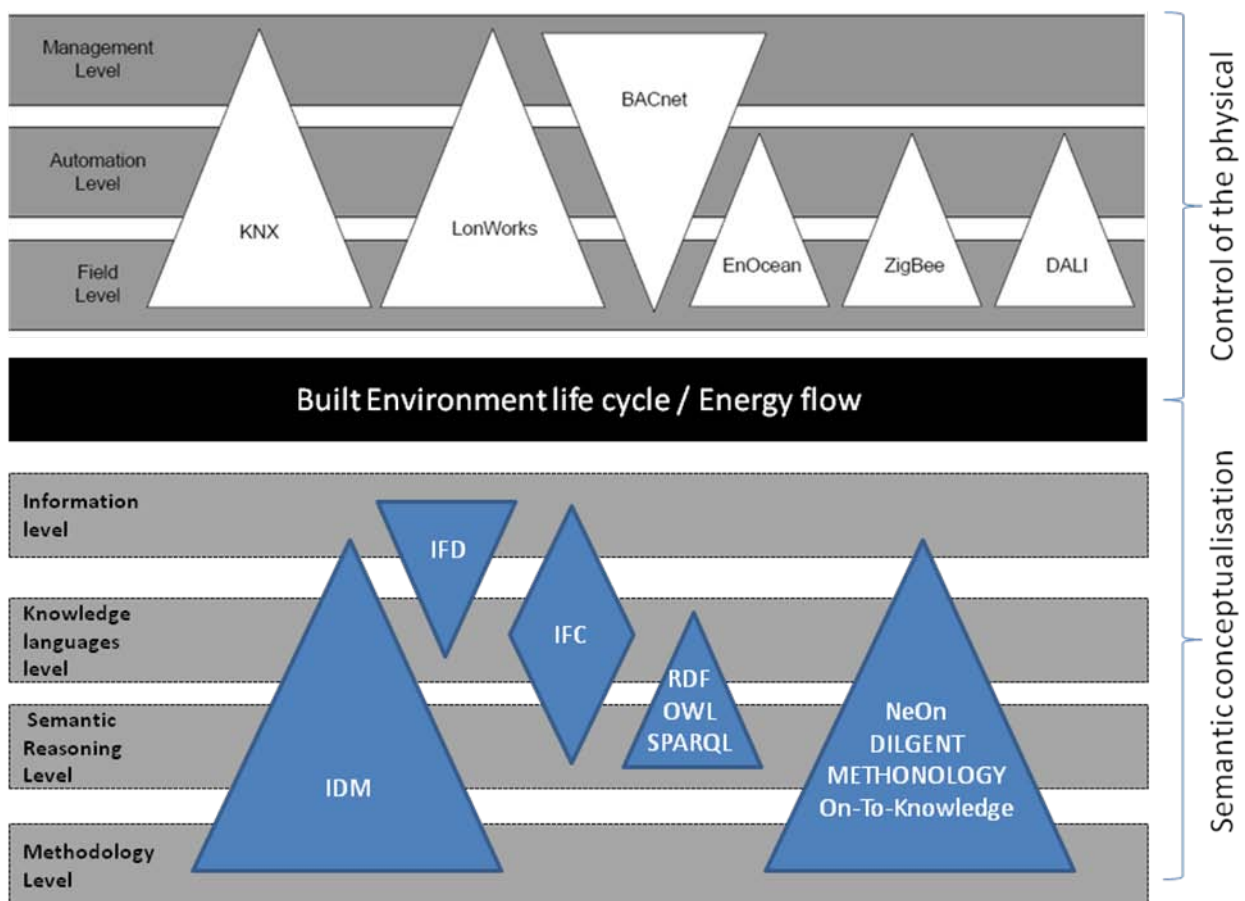 Management
Level
BACnet
Automation
Level
KNX
LonWorks
Field
Level
EnOcean
ZigBee
DALI
Control of the physical
Built Environment life cycle / Energy flow
Information
level
IFD
Knowledge
languages
level
IFC
RDF
OWL
SPARQL
Semantic
Reasoning
Level
IDM
NeOn
DILGENT
METHONOLOGY
On-To-Knowledge
Methodology
Level
Semantic conceptualisation